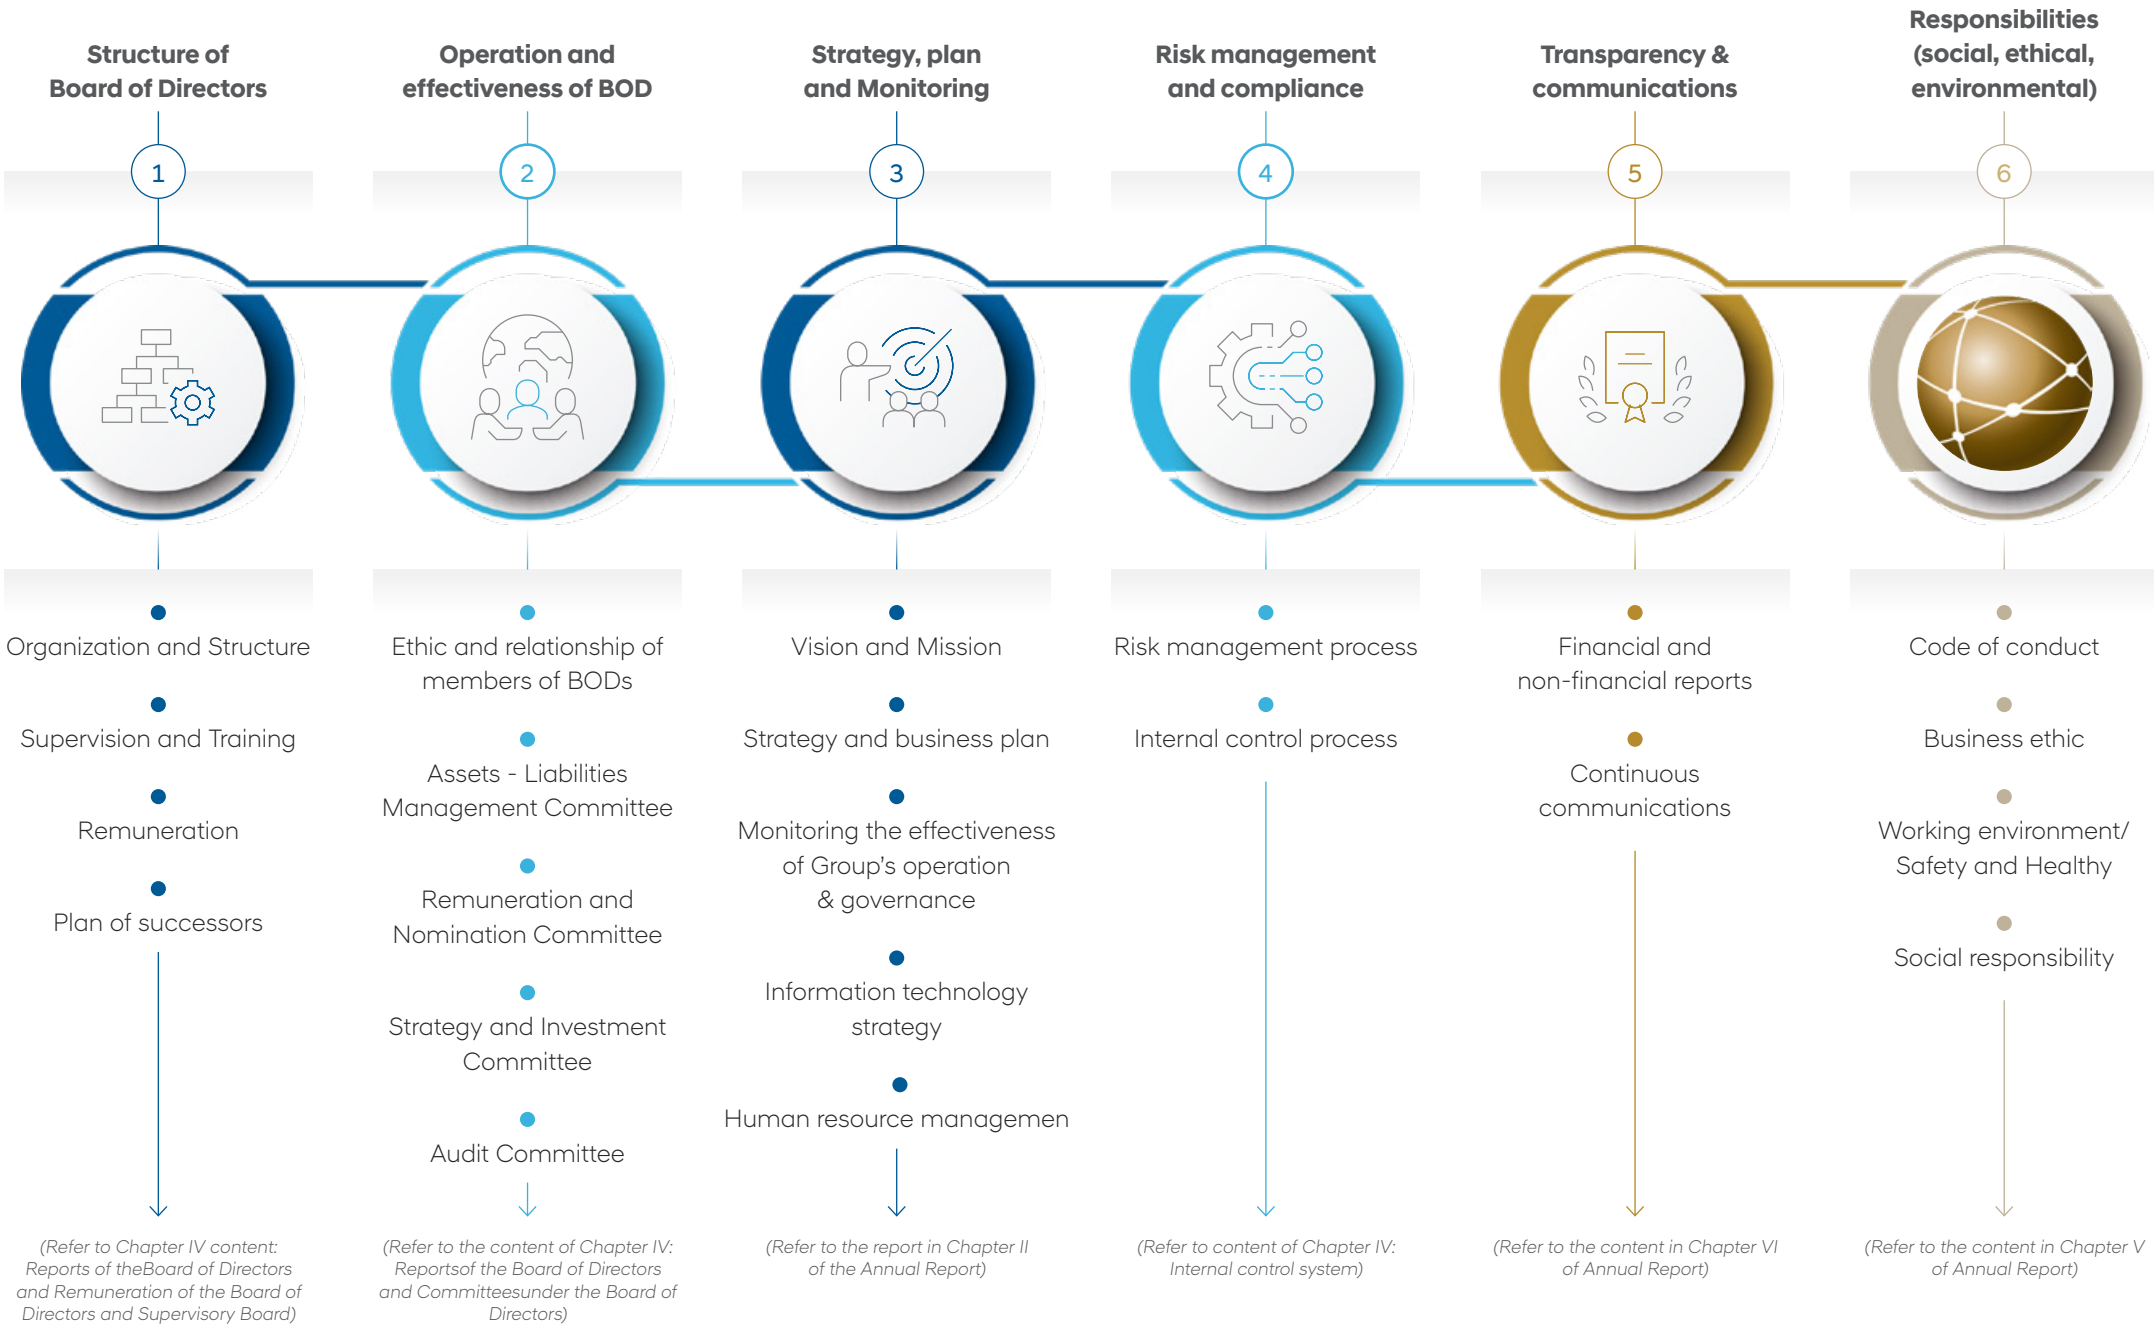 Structure of
Board of Directors
1
Organization and Structure
Supervision and Training
Remuneration
Plan of successors
(Refer to Chapter IV content:
Reports of theBoard of Directors
and Remuneration of the Board of
Directors and Supervisory Board)
Operation and
effectiveness of BOD
2
Ethic and relationship of
members of BODs
Assets - Liabilities
Management Committee
Remuneration and
Nomination Committee
Strategy and Investment
Committee
Audit Committee
(Refer to the content of Chapter IV:
Reportsof the Board of Directors
and Committeesunder the Board of
Directors)
Strategy, plan
and Monitoring
3
Vision and Mission
Strategy and business plan
Monitoring the effectiveness
of Group's operation
& governance
Information technology
strategy
Human resource managemen
(Refer to the report in Chapter II
of the Annual Report)
Risk management
and compliance
4
Risk management process
Internal control process
(Refer to content of Chapter IV:
Internal control system)
Transparency &
communications
5
Financial and
non-financial reports
Continuous
communications
(Refer to the content in Chapter VI
of Annual Report)
Responsibilities
(social, ethical,
environmental)
6
Code of conduct
Business ethic
Working environment/
Safety and Healthy
Social responsibility
(Refer to the content in Chapter V
of Annual Report)